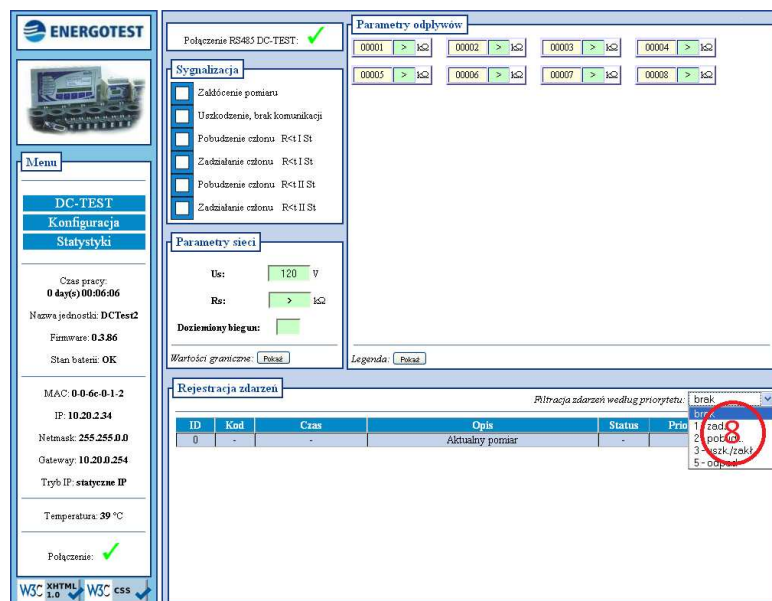 ENERGOTEST
Menu
DC-TEST
Konfiguracja
Statystyki
Czas pracy:
0 day(s) 00:06:06
Nazwa jednostki: DCTest2
Firmware: 0.3.86
Stan baterii: OK
MAC: 0-0-6c-0-1-2
IP: 10.20.2.34
Netmask: 255.255.0.0
Gateway: 10.20.0.254
Tryb IP: statyczne IP
Temperatura: 39 °C
Połączenie:
W3C XHTML 1.0
W3C css
Połączenie RS485 DC-TEST:
Sygnalizacja
Zakłócenie pomiaru
Uszkodzenie, brak komunikacji
Pobudzenie członu R<t I St
Zadziałanie członu R<t I St
Pobudzenie członu R<t II St
Zadziałanie członu R<t II St
Parametry sieci
Us: 120 V
Rs: > kΩ
Doziemiony biegun:
Wartości graniczne: Pokaż
Parametry odpływów
00001 > kΩ 00002 > kΩ 00003 > kΩ 00004 > kΩ
00005 > kΩ 00006 > kΩ 00007 > kΩ 00008 > kΩ
Legenda: Pokaż
Rejestracja zdarzeń
Filtracja zdarzeń według priorytetu: brak
brak
1 - zad.
3 - uszk./zakł.
8
ID Kod Czas Opis Status Prio
0 - - Aktualny pomiar -